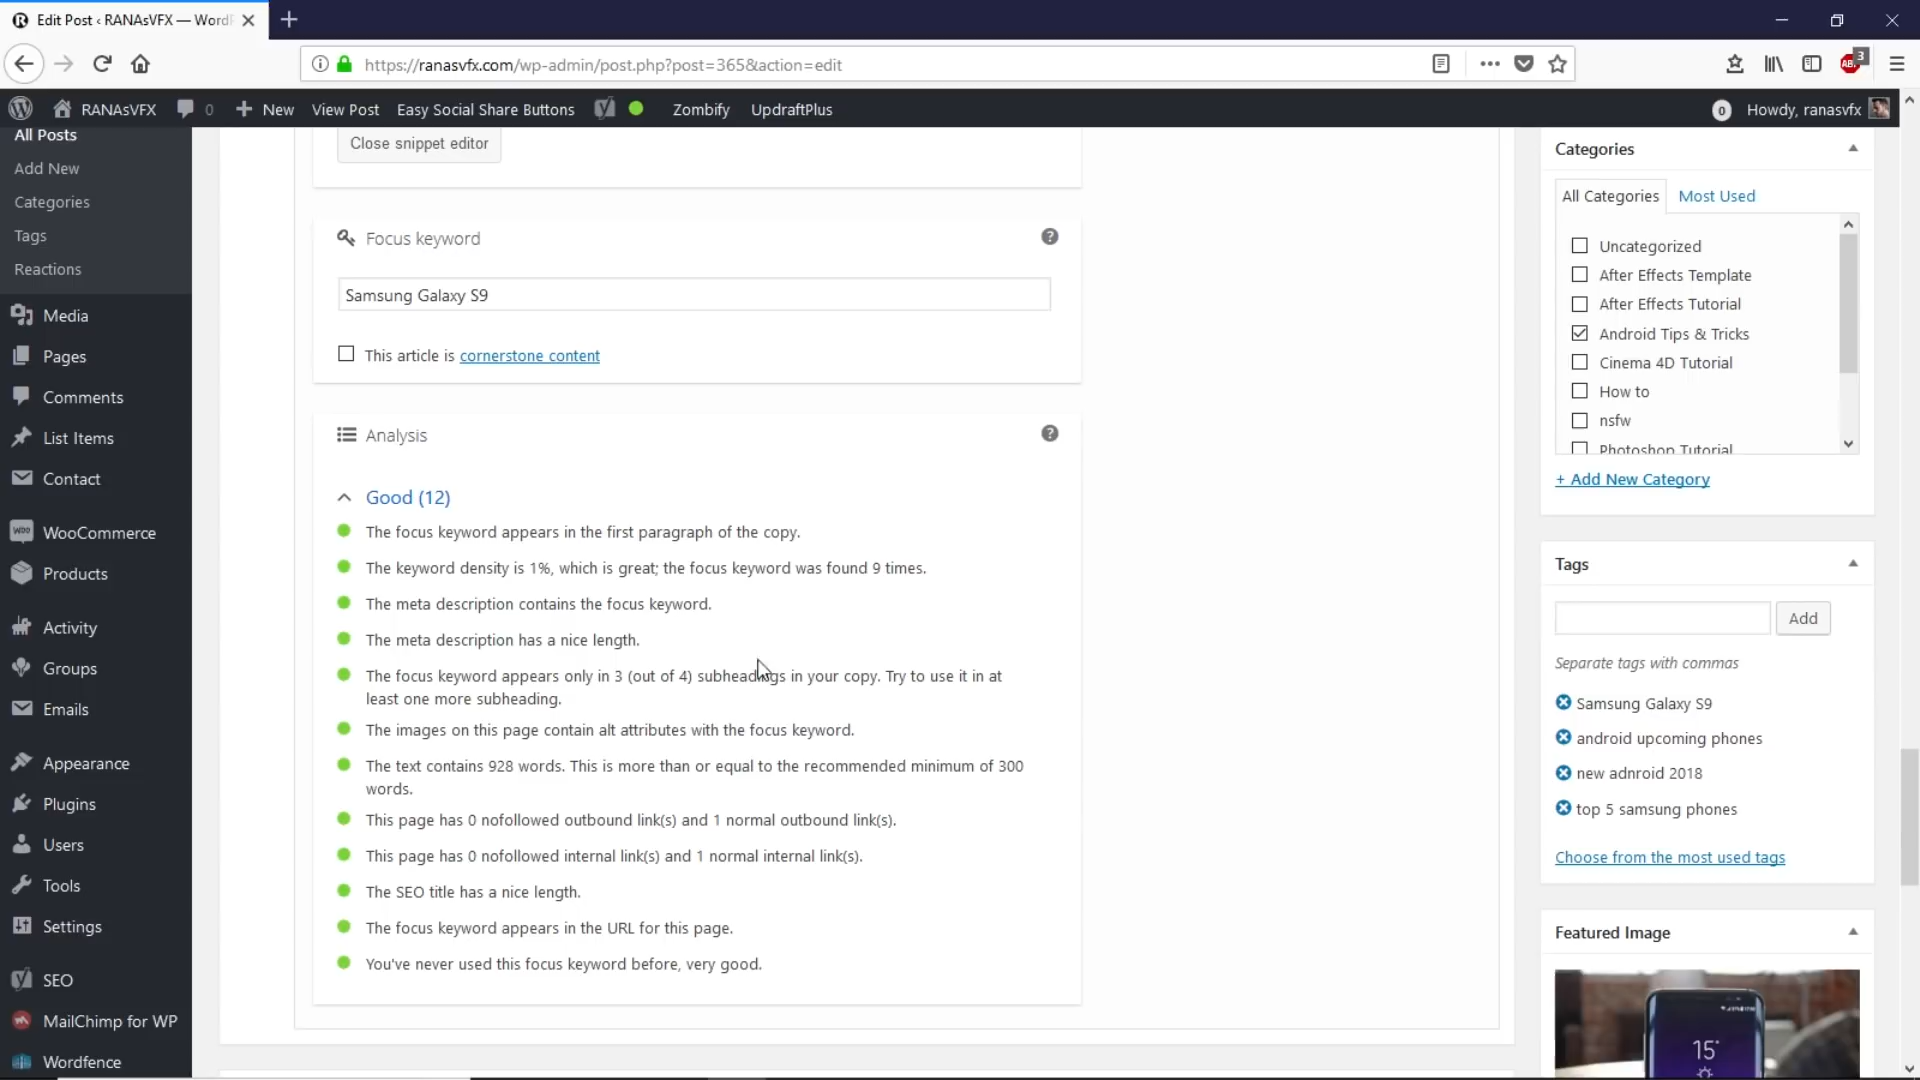 Edit Post ‹ RANAsVFX — WordP
https://ranasvfx.com/wp-admin/post.php?post=365&action=edit
ABP
3
RANAsVFX
0
New
View Post
Easy Social Share Buttons
Zombify
UpdraftPlus
0
Howdy, ranasvfx
All Posts
Add New
Categories
Tags
Reactions
Media
Pages
Comments
List Items
Contact
WooCommerce
Products
Activity
Groups
Emails
Appearance
Plugins
Users
Tools
Settings
SEO
MailChimp for WP
Wordfence
Close snippet editor
Focus keyword
Samsung Galaxy S9
This article is cornerstone content
Analysis
Good (12)
The focus keyword appears in the first paragraph of the copy.
The keyword density is 1%, which is great; the focus keyword was found 9 times.
The meta description contains the focus keyword.
The meta description has a nice length.
The focus keyword appears only in 3 (out of 4) subheadings in your copy. Try to use it in at
least one more subheading.
The images on this page contain alt attributes with the focus keyword.
The text contains 928 words. This is more than or equal to the recommended minimum of 300
words.
This page has 0 nofollowed outbound link(s) and 1 normal outbound link(s).
This page has 0 nofollowed internal link(s) and 1 normal internal link(s).
The SEO title has a nice length.
The focus keyword appears in the URL for this page.
You've never used this focus keyword before, very good.
Categories
All Categories
Most Used
Uncategorized
After Effects Template
After Effects Tutorial
Android Tips & Tricks
Cinema 4D Tutorial
How to
nsfw
Photoshop Tutorial
+ Add New Category
Tags
Add
Separate tags with commas
Samsung Galaxy S9
android upcoming phones
new adnroid 2018
top 5 samsung phones
Choose from the most used tags
Featured Image
15°